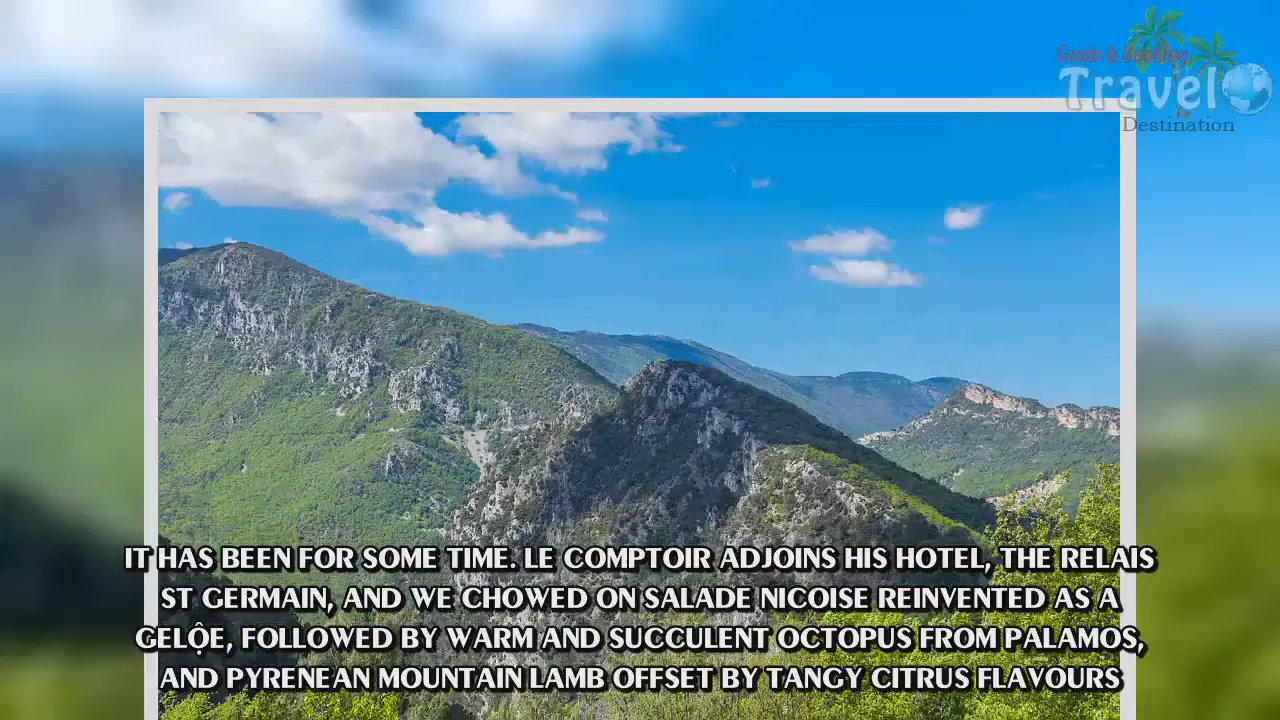 Guide & Booking
Travel
Destination
IT HAS BEEN FOR SOME TIME. LE COMPTOIR ADJOINS HIS HOTEL, THE RELAIS
ST GERMAIN, AND WE CHOWED ON SALADE NICOISE REINVENTED AS A
GELỘE, FOLLOWED BY WARM AND SUCCULENT OCTOPUS FROM PALAMOS,
AND PYRENEAN MOUNTAIN LAMB OFFSET BY TANGY CITRUS FLAVOURS